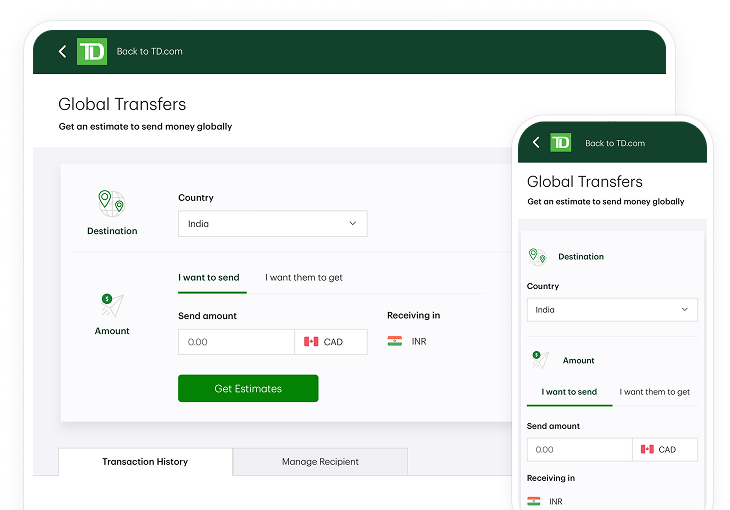 TD Back to TD.com
Global Transfers
Get an estimate to send money globally
Destination
Country
India
I want to send I want them to get
$
Amount
Send amount Receiving in
0.00 CAD INR
Get Estimates
Transaction History Manage Recipient
TD Back to TD.com
Global Transfers
Get an estimate to send money globally
Destination
Country
India
$
Amount
I want to send I want them to get
Send amount
0.00 CAD
Receiving in
INR